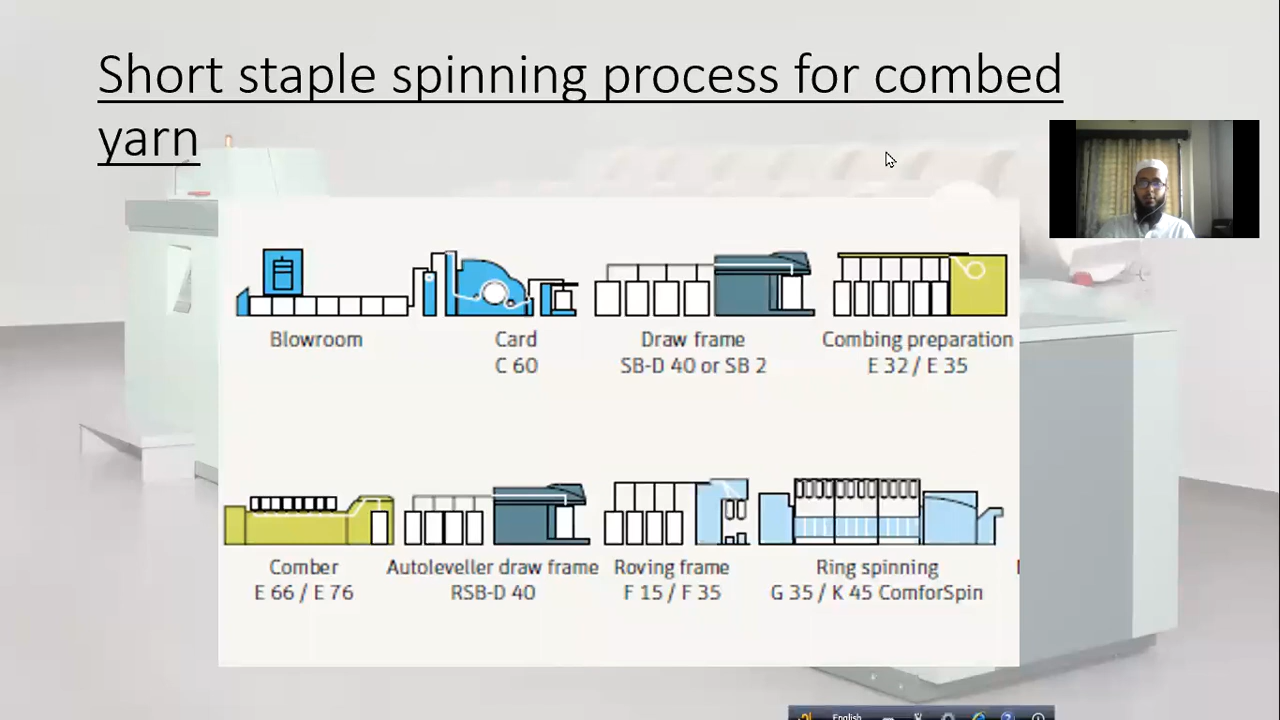 Short staple spinning process for combed
yarn
Blowroom
Card
C 60
Draw frame
SB-D 40 or SB 2
Combing preparation
E 32 / E 35
Comber
E 66 / E 76
Autoleveller draw frame
RSB-D 40
Roving frame
F 15 / F 35
Ring spinning
G 35 / K 45 ComforSpin
English